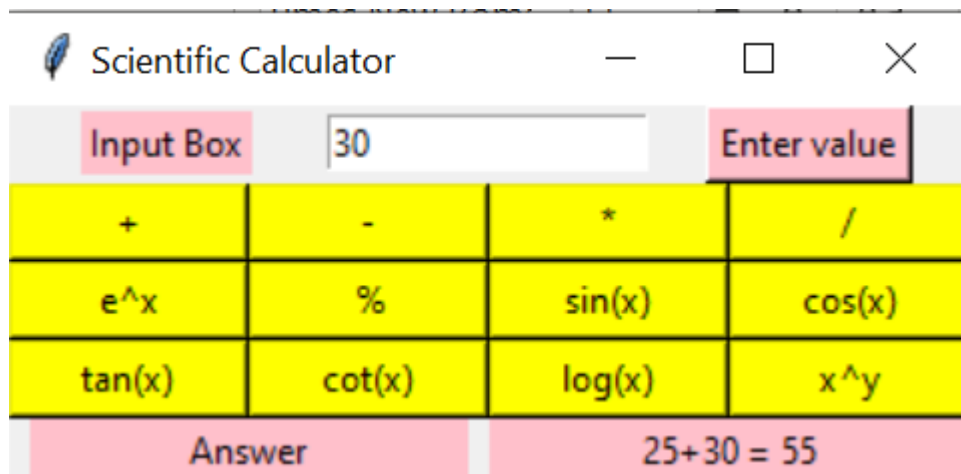 Scientific Calculator
Input Box 30 Enter value
+ - * /
e^x % sin(x) cos(x)
tan(x) cot(x) log(x) x^y
Answer 25+30 = 55